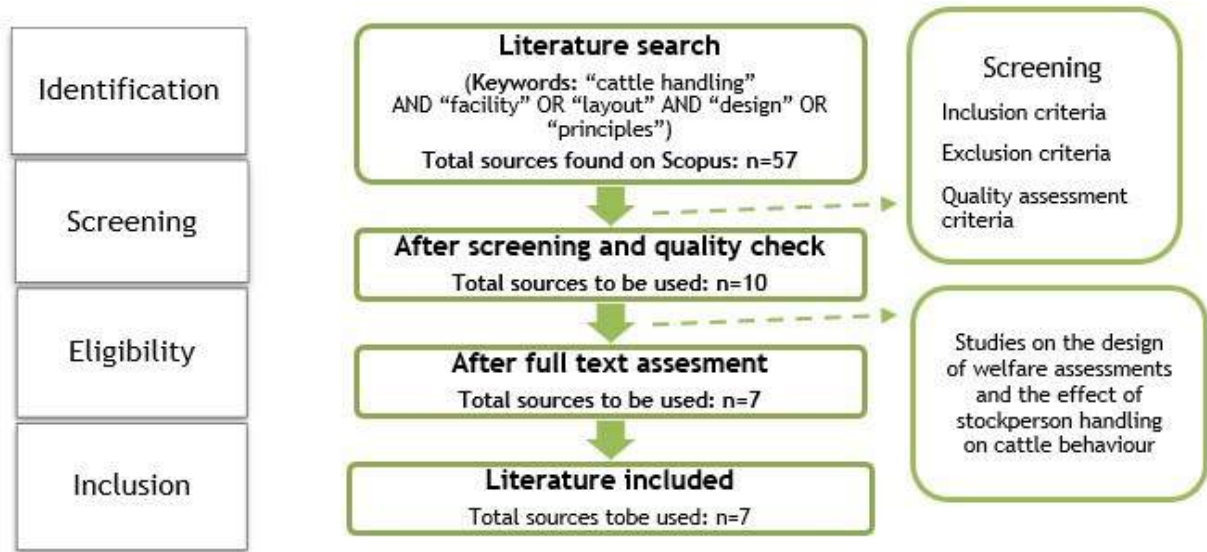 Identification
Screening
Eligibility
Inclusion
Literature search
(Keywords: “cattle handling”
AND “facility” OR “layout” AND “design” OR
“principles”)
Total sources found on Scopus: n=57
After screening and quality check
Total sources to be used: n=10
After full text assesment
Total sources to be used: n=7
Literature included
Total sources tobe used: n=7
Screening
Inclusion criteria
Exclusion criteria
Quality assessment
criteria
Studies on the design
of welfare assessments
and the effect of
stockperson handling
on cattle behaviour